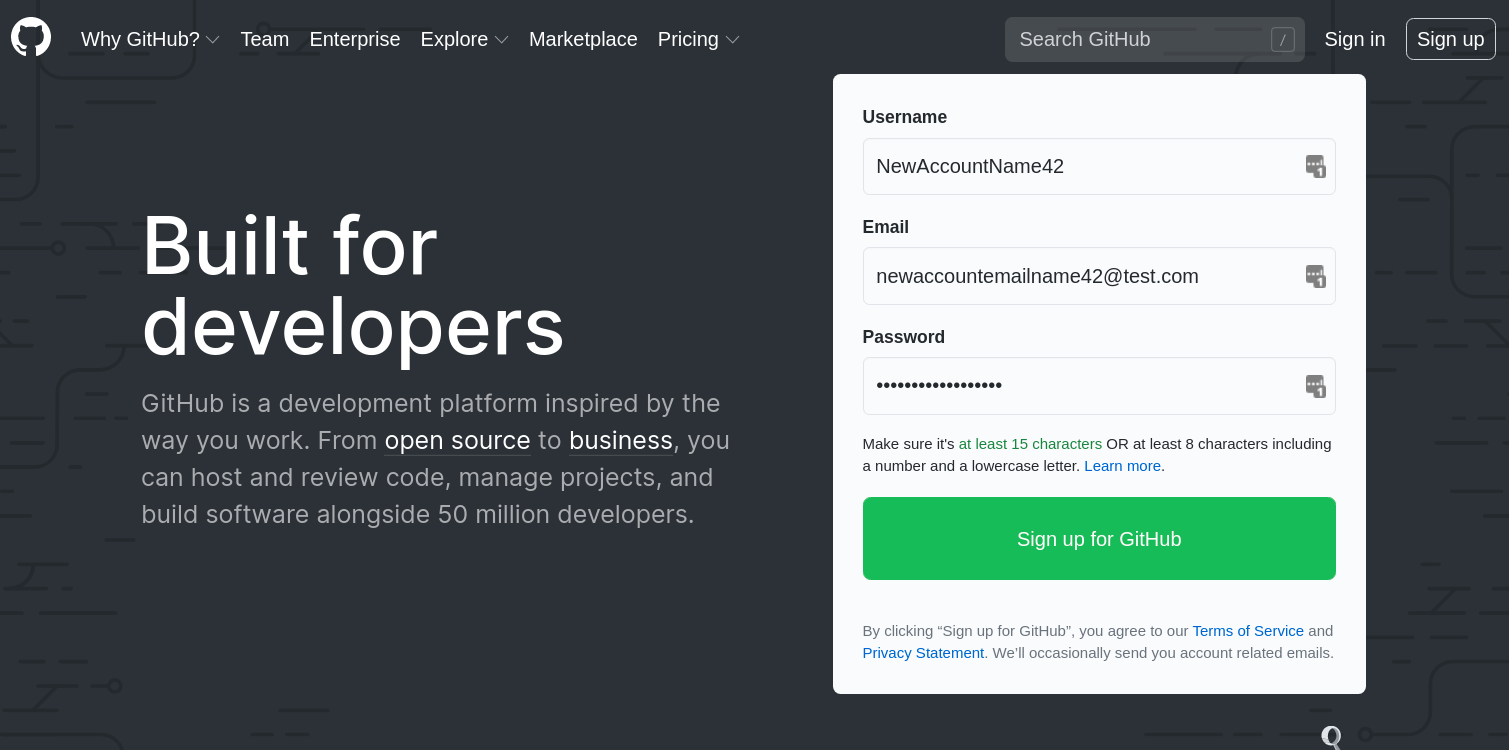 Why GitHub? Team Enterprise Explore Marketplace Pricing Search GitHub / Sign in Sign up
Built for
developers
GitHub is a development platform inspired by the
way you work. From open source to business, you
can host and review code, manage projects, and
build software alongside 50 million developers.
Username
NewAccountName42
1
Email
newaccountemailname42@test.com
1
Password
••••••••••••••••••
1
Make sure it's at least 15 characters OR at least 8 characters including
a number and a lowercase letter. Learn more.
Sign up for GitHub
By clicking “Sign up for GitHub”, you agree to our Terms of Service and
Privacy Statement. We’ll occasionally send you account related emails.